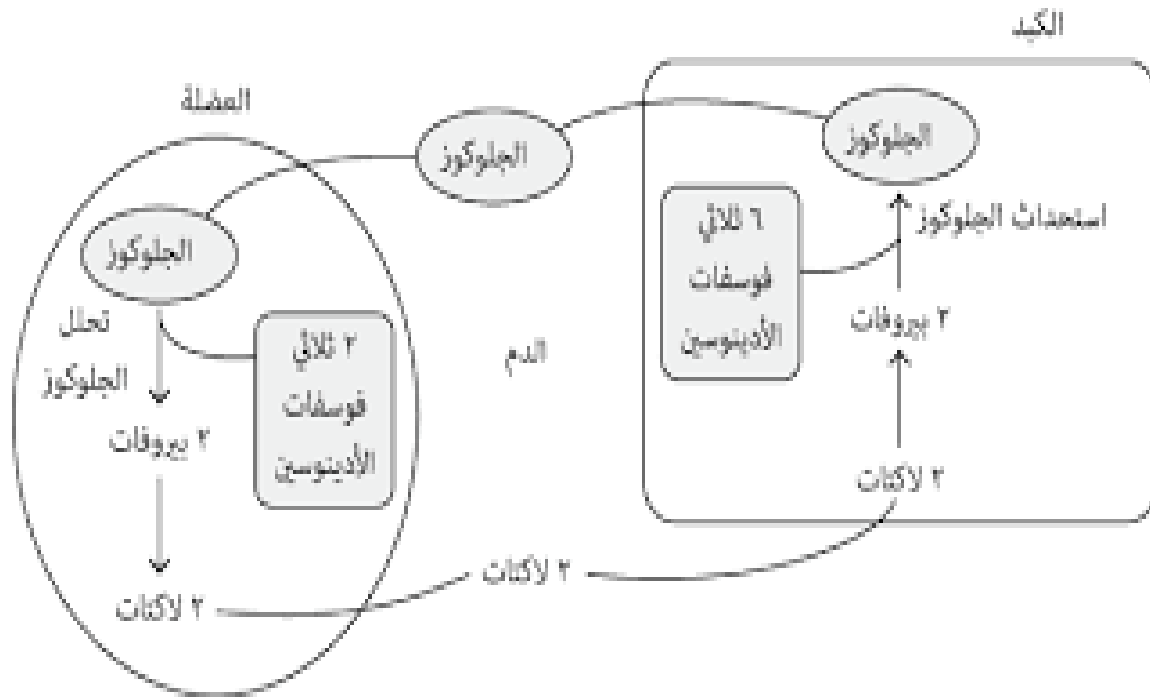 الكبد
العضلة
الجلوكوز
الجلوكوز
الجلوكوز
استحداث الجلوكوز
٦ ثلاثي
فوسفات
الأدينوسين
٢ بيروفات
٢ لاكتات
الدم
تحلل
الجلوكوز
٢ ثلاثي
فوسفات
الأدينوسين
٢ بيروفات
٢ لاكتات
٢ لاكتات